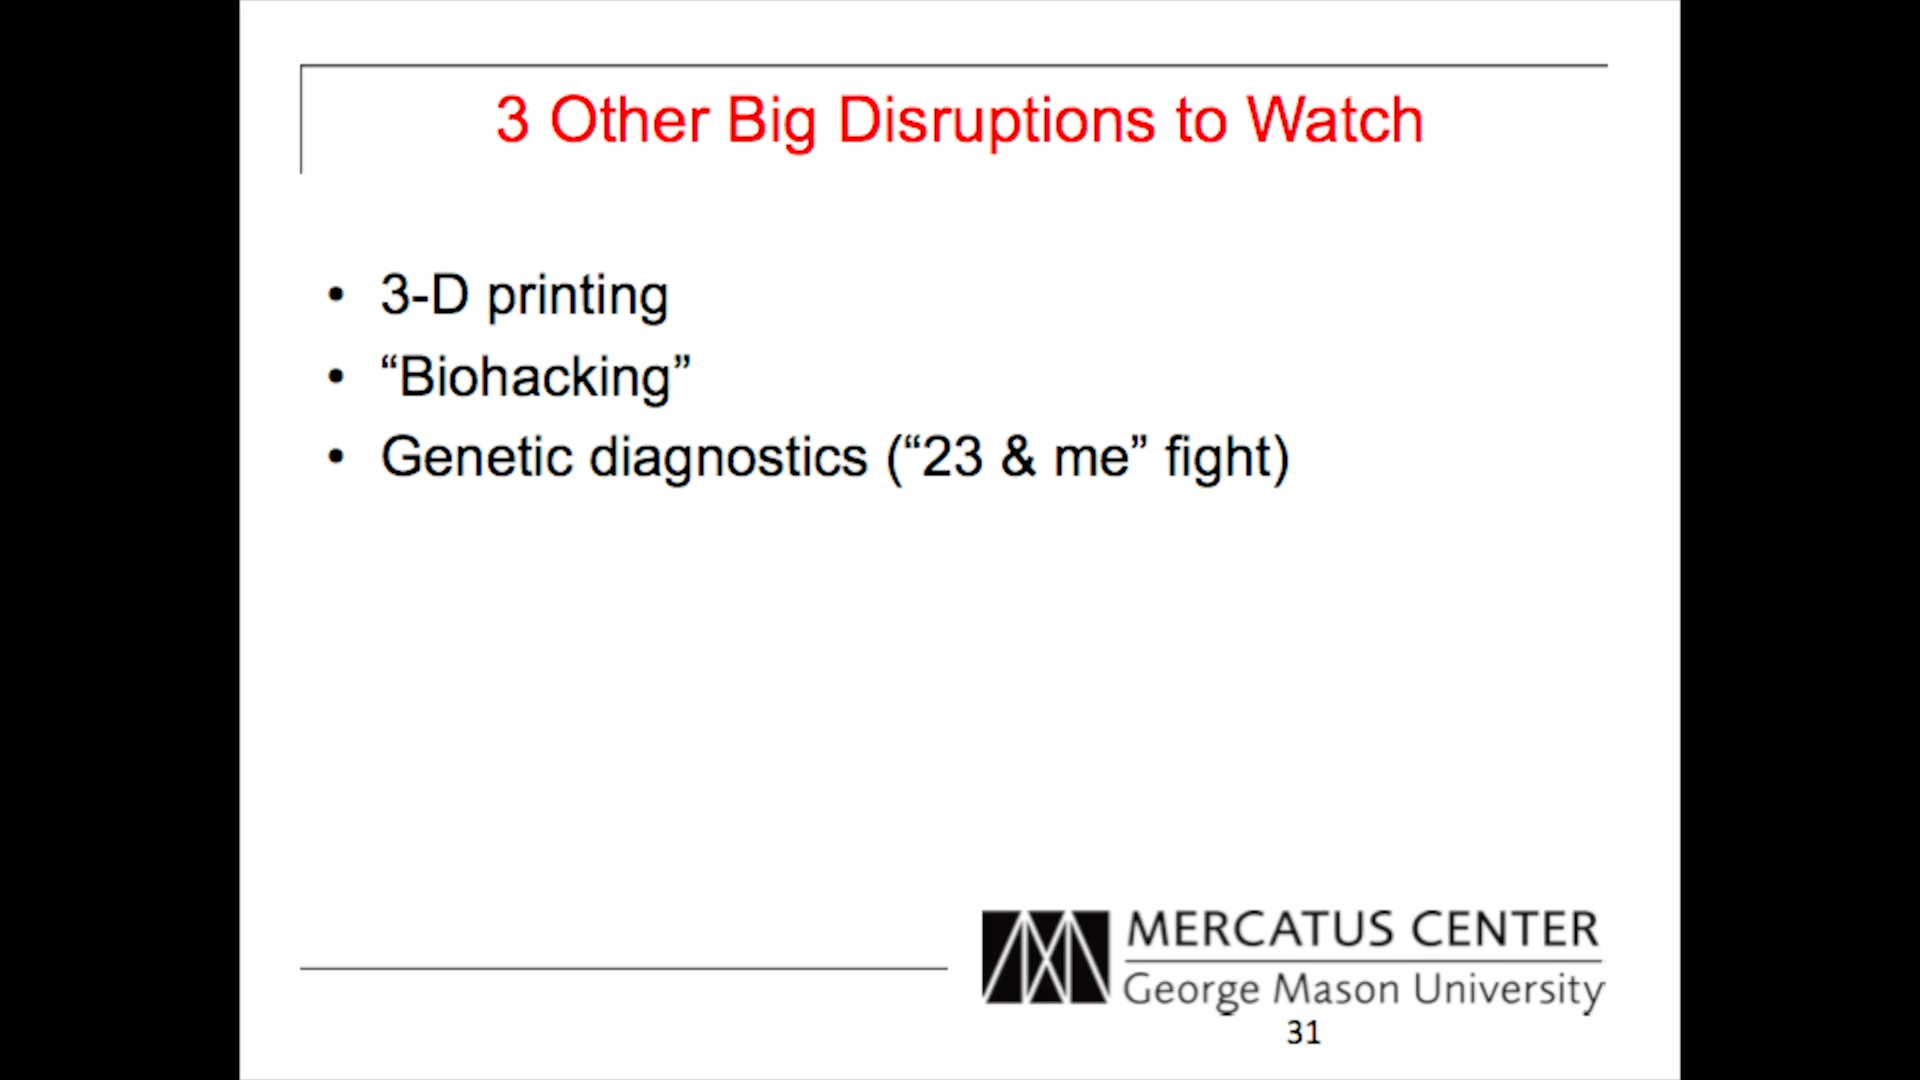 3 Other Big Disruptions to Watch
• 3-D printing
• “Biohacking”
• Genetic diagnostics (“23 & me” fight)
MERCATUS CENTER
George Mason University
31